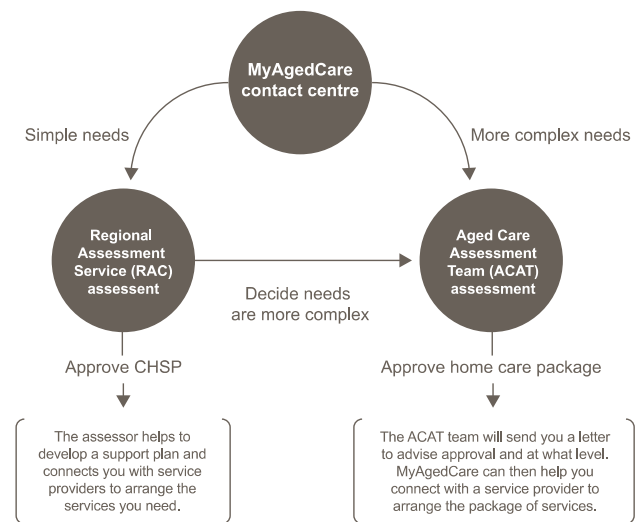 MyAgedCare
contact centre
Simple needs
More complex needs
Regional
Assessment
Service (RAC)
assessent
Aged Care
Assessment
Team (ACAT)
assessment
Decide needs
are more complex
Approve CHSP
Approve home care package
The assessor helps to
develop a support plan and
connects you with service
providers to arrange the
services you need.
The ACAT team will send you a letter
to advise approval and at what level.
MyAgedCare can then help you
connect with a service provider to
arrange the package of services.